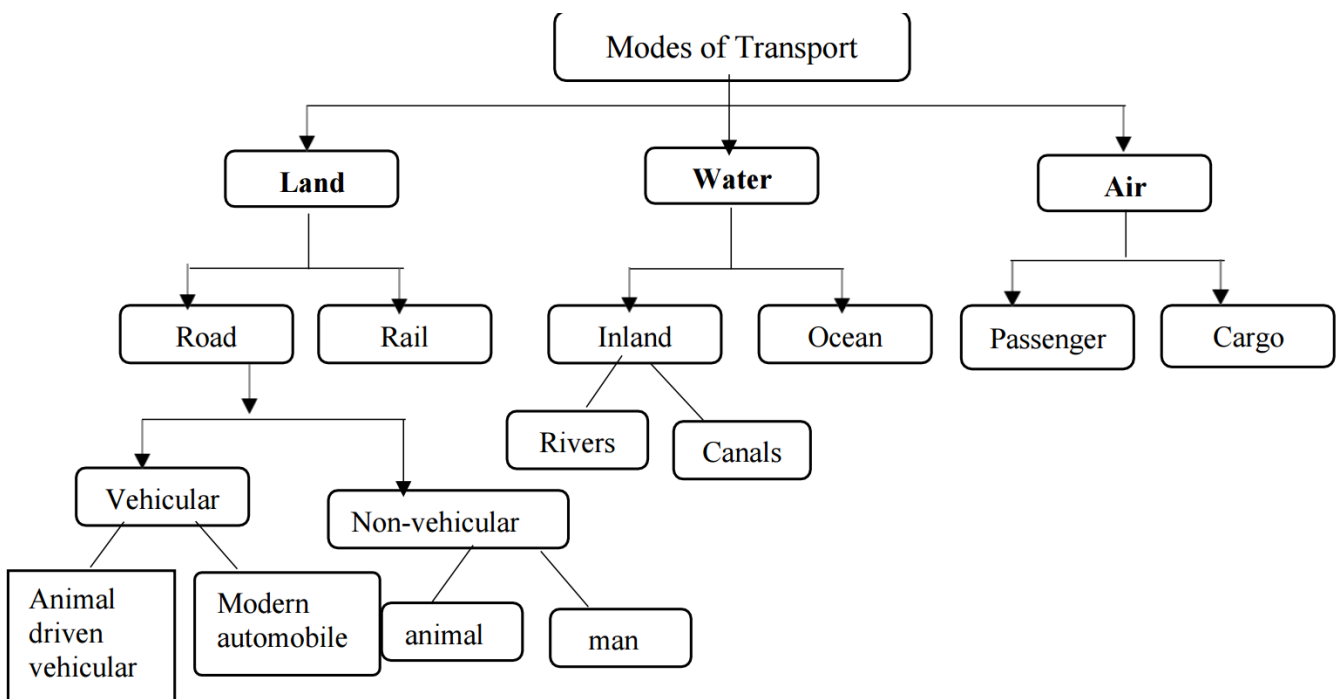 Modes of Transport
Land
Water
Air
Road
Rail
Inland
Ocean
Passenger
Cargo
Rivers
Canals
Vehicular
Non-vehicular
Animal
driven
vehicular
Modern
automobile
animal
man